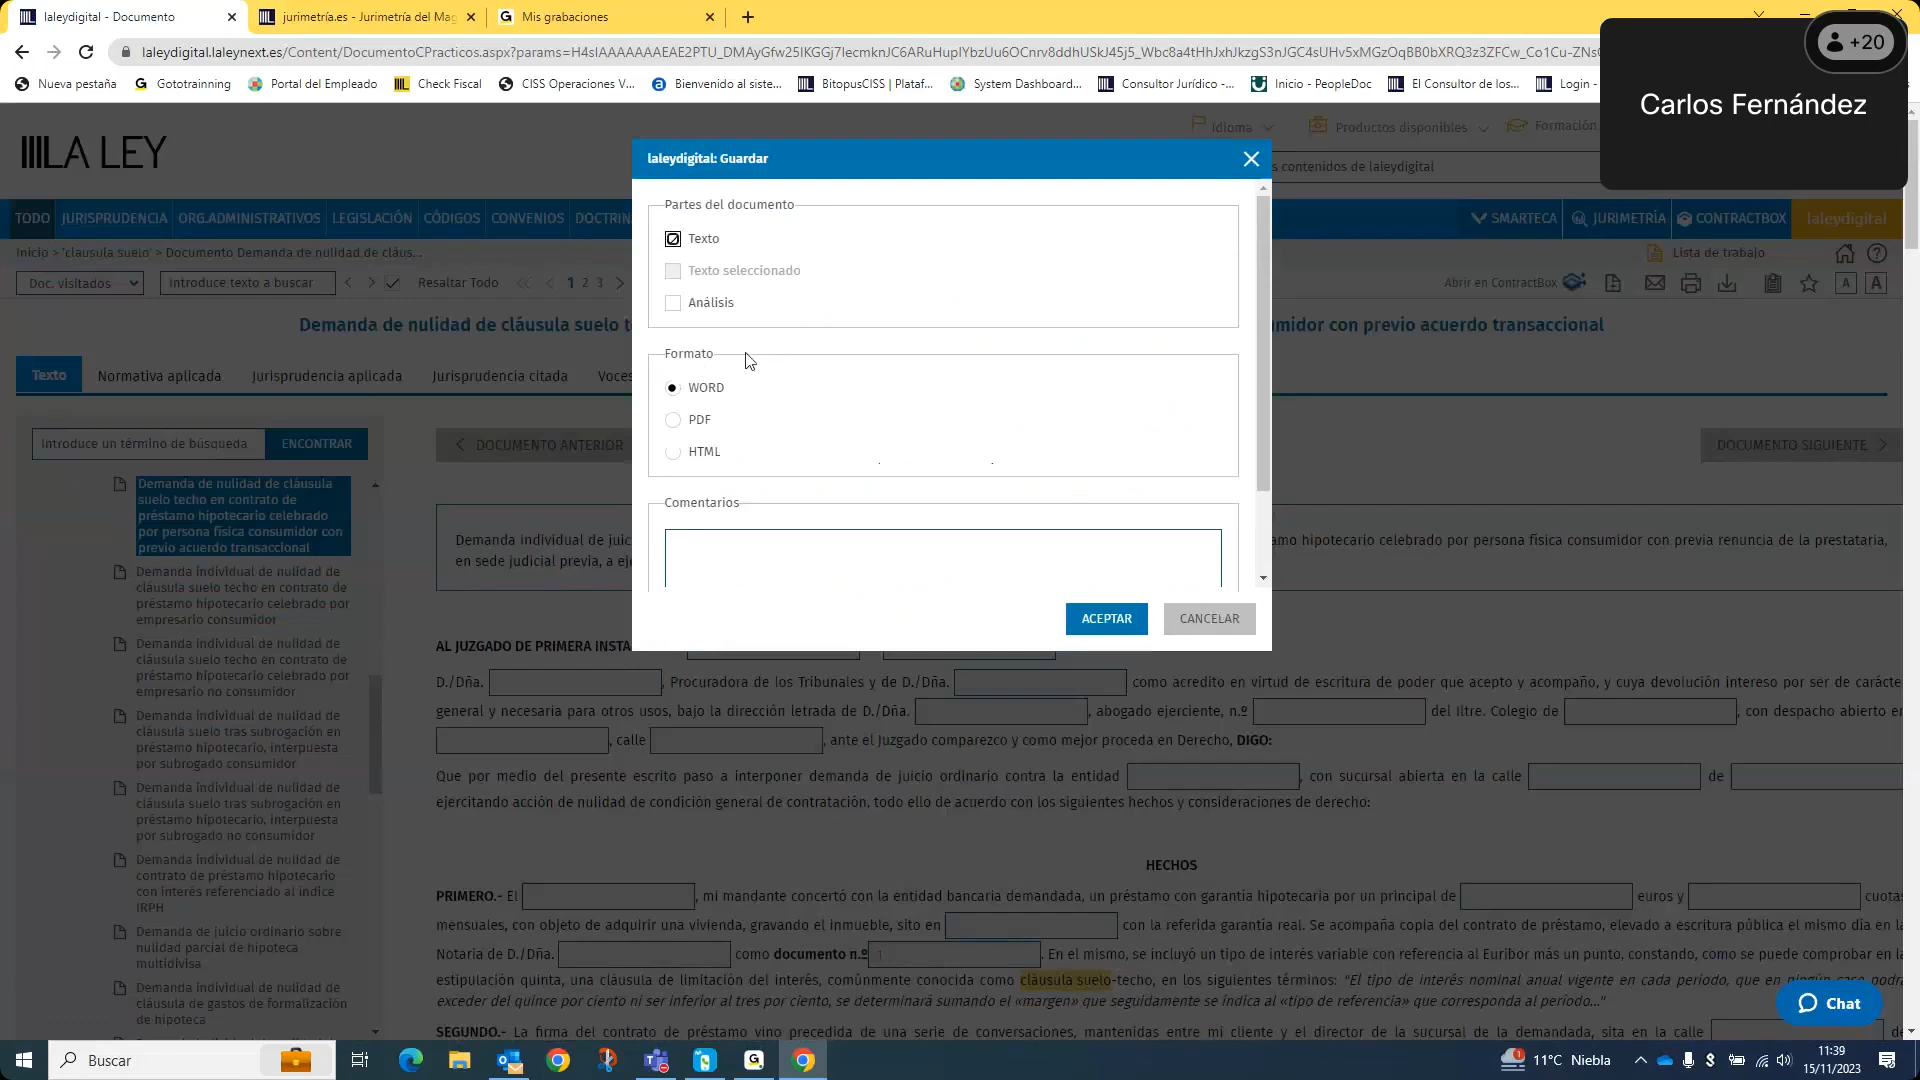 laleydigital - Documento
jurimetría.es - Jurimetría del Mag
Mis grabaciones
laleydigital.laleynext.es/Content/DocumentoCPracticos.aspx?params=
Nueva pestaña
Gototrainning
Portal del Empleado
Check Fiscal
CISS Operaciones V...
Bienvenido al siste...
BitopusCISS | Plataf...
System Dashboard...
Consultor Jurídico -...
Inicio - PeopleDoc
El Consultor de los...
Login -
+20
Carlos Fernández
LA LEY
Idioma
Productos disponibles
Formación
s contenidos de laleydigital
TODO
JURISPRUDENCIA
ORG.ADMINISTRATIVOS
LEGISLACIÓN
CÓDIGOS
CONVENIOS
DOCTRIN
SMARTECA
JURIMETRÍA
CONTRACTBOX
laleydigital
Inicio > 'clausula suelo' > Documento Demanda de nulidad de cláus...
Lista de trabajo
Doc. visitados
Introduce texto a buscar
Resaltar Todo
1 2 3
Abrir en ContractBox
A
A
Demanda de nulidad de cláusula suelo t
umidor con previo acuerdo transaccional
Texto
Normativa aplicada
Jurisprudencia aplicada
Jurisprudencia citada
Voces
laleydigital: Guardar
Partes del documento
Texto
Texto seleccionado
Análisis
Formato
WORD
PDF
HTML
Comentarios
ACEPTAR
CANCELAR
Introduce un término de búsqueda
ENCONTRAR
DOCUMENTO ANTERIOR
DOCUMENTO SIGUIENTE
Demanda de nulidad de cláusula
suelo techo en contrato de
préstamo hipotecario celebrado
por persona física consumidor con
previo acuerdo transaccional
Demanda individual de nulidad de
cláusula suelo techo en contrato de
préstamo hipotecario celebrado por
empresario consumidor
Demanda individual de nulidad de
cláusula suelo techo en contrato de
préstamo hipotecario celebrado por
empresario no consumidor
Demanda individual de nulidad de
cláusula suelo tras subrogación en
préstamo hipotecario, interpuesta
por subrogado consumidor
Demanda individual de nulidad de
cláusula suelo tras subrogación en
préstamo hipotecario, interpuesta
por subrogado no consumidor
Demanda individual de nulidad de
contrato de préstamo hipotecario
con interés referenciado al índice
IRPH
Demanda de juicio ordinario sobre
nulidad parcial de hipoteca
multidivisa
Demanda individual de nulidad de
cláusula de gastos de formalización
de hipoteca
Demanda individual de juic
mo hipotecario celebrado por persona física consumidor con previa renuncia de la prestataria,
en sede judicial previa, a ej
AL JUZGADO DE PRIMERA INSTA
D./Dña. , Procuradora de los Tribunales y de D./Dña. como acredito en virtud de escritura de poder que acepto y acompaño, y cuya devolución intereso por ser de carácte
general y necesaria para otros usos, bajo la dirección letrada de D./Dña. , abogado ejerciente, n.º del Iltre. Colegio de , con despacho abierto en
, calle , ante el Juzgado comparezco y como mejor proceda en Derecho, DIGO:
Que por medio del presente escrito paso a interponer demanda de juicio ordinario contra la entidad , con sucursal abierta en la calle de
ejercitando acción de nulidad de condición general de contratación, todo ello de acuerdo con los siguientes hechos y consideraciones de derecho:
HECHOS
PRIMERO.- El , mi mandante concertó con la entidad bancaria demandada, un préstamo con garantía hipotecaria por un principal de euros y cuotas
mensuales, con objeto de adquirir una vivienda, gravando el inmueble, sito en con la referida garantía real. Se acompaña copia del contrato de préstamo, elevado a escritura pública el mismo día en la
Notaria de D./Dña. como documento n.º 1 . En el mismo, se incluyó un tipo de interés variable con referencia al Euribor más un punto, constando, como se puede comprobar en la
estipulación quinta, una cláusula de limitación del interés, comúnmente conocida como cláusula suelo-techo, en los siguientes términos: "El tipo de interés nominal anual vigente en cada período, que en ningún caso podrá
exceder del quince por ciento ni ser inferior al tres por ciento, se determinará sumando el «margen» que seguidamente se indica al «tipo de referencia» que corresponda al período..."
SEGUNDO.- La firma del contrato de préstamo vino precedida de una serie de conversaciones, mantenidas entre mi cliente y el director de la sucursal de la demandada, sita en la calle
Chat
Buscar
11°C Niebla
11:39
15/11/2023